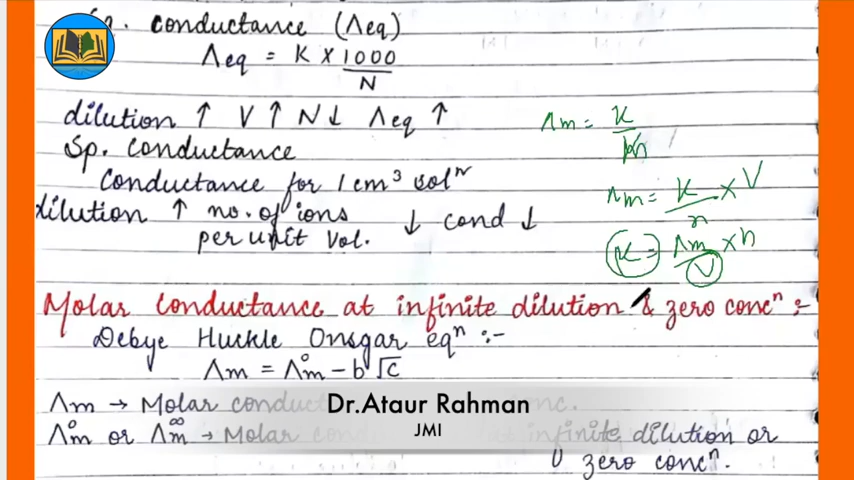 conductance (Λeq)
Λeq = K × 1000
N
dilution ↑ V ↑ N ↓ Λeq ↑
Sp. Conductance
Conductance for 1 cm³ solⁿ
dilution ↑ no. of ions ↓ cond ↓
per unit Vol.
Λm = K
Λm = K × V
n
K = Λm × n
V
Molar Conductance at infinite dilution & zero concⁿ :-
Debye Huckle Onsgar eqⁿ :-
Λm = Λ°m − b √C
Λm → Molar conduct nc.
Λ°m or Λ∞m → Molar cond infinite dilution or
zero concⁿ.
Dr.Ataur Rahman
JMI